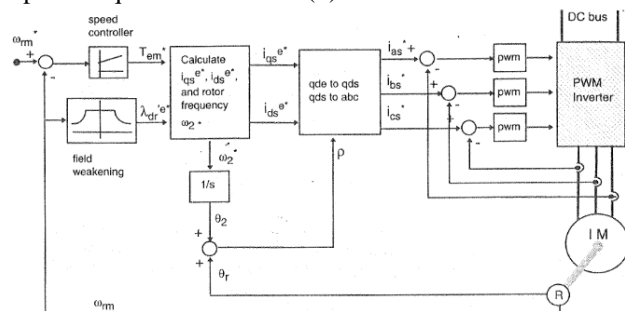 speed
controller
DC bus
ω_rm*
+
-
T_em*
Calculate
i_qs^e*, i_ds^e*,
and rotor
frequency
ω_2*
i_qs^e*
i_ds^e*
qde to qds
qds to abc
i_as* +
-
i_bs*
+
-
i_cs*
+
-
pwm
pwm
pwm
PWM
Inverter
λ_dr'^e*
field
weakening
ω_2*
ρ
1/s
θ_2
+
+
θ_r
I M
R
ω_rm